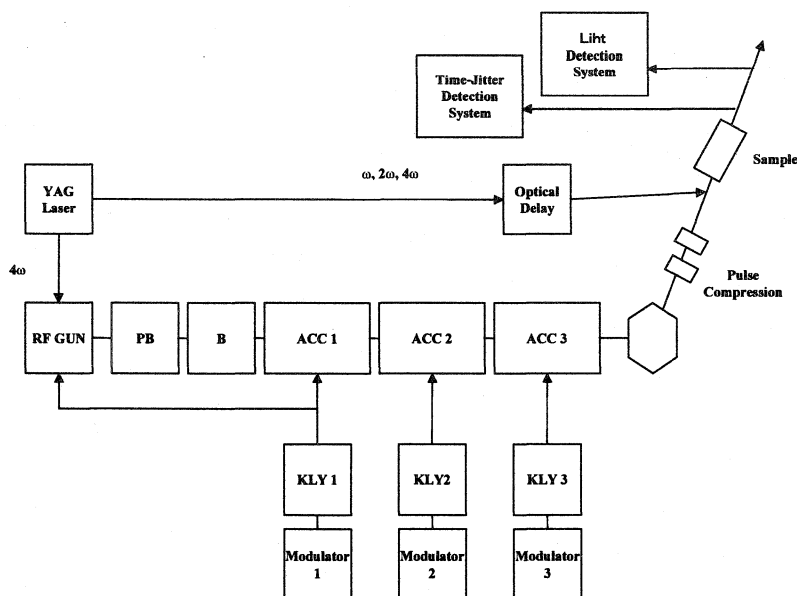 Liht
Detection
System
Time-Jitter
Detection
System
YAG
Laser
ω, 2ω, 4ω
Optical
Delay
Sample
4ω
Pulse
Compression
RF GUN
PB
B
ACC 1
ACC 2
ACC 3
KLY 1
KLY2
KLY 3
Modulator
1
Modulator
2
Modulator
3